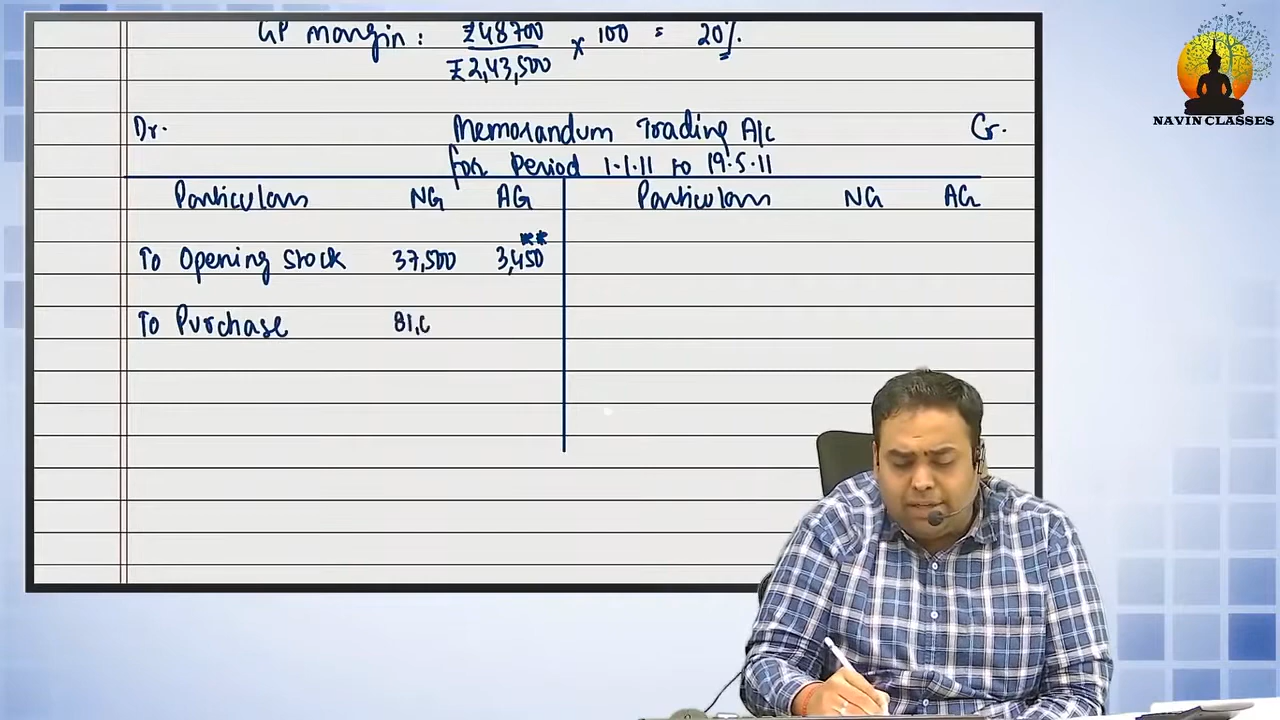 GP margin : ₹48700 / ₹2,43,500 x 100 = 20%.
NAVIN CLASSES
Dr. Memorandum Trading A/c Cr.
for Period 1.1.11 to 19.5.11
Particulars NG AG Particulars NG AG
**
To Opening Stock 37,500 3,450
To Purchase 81,0